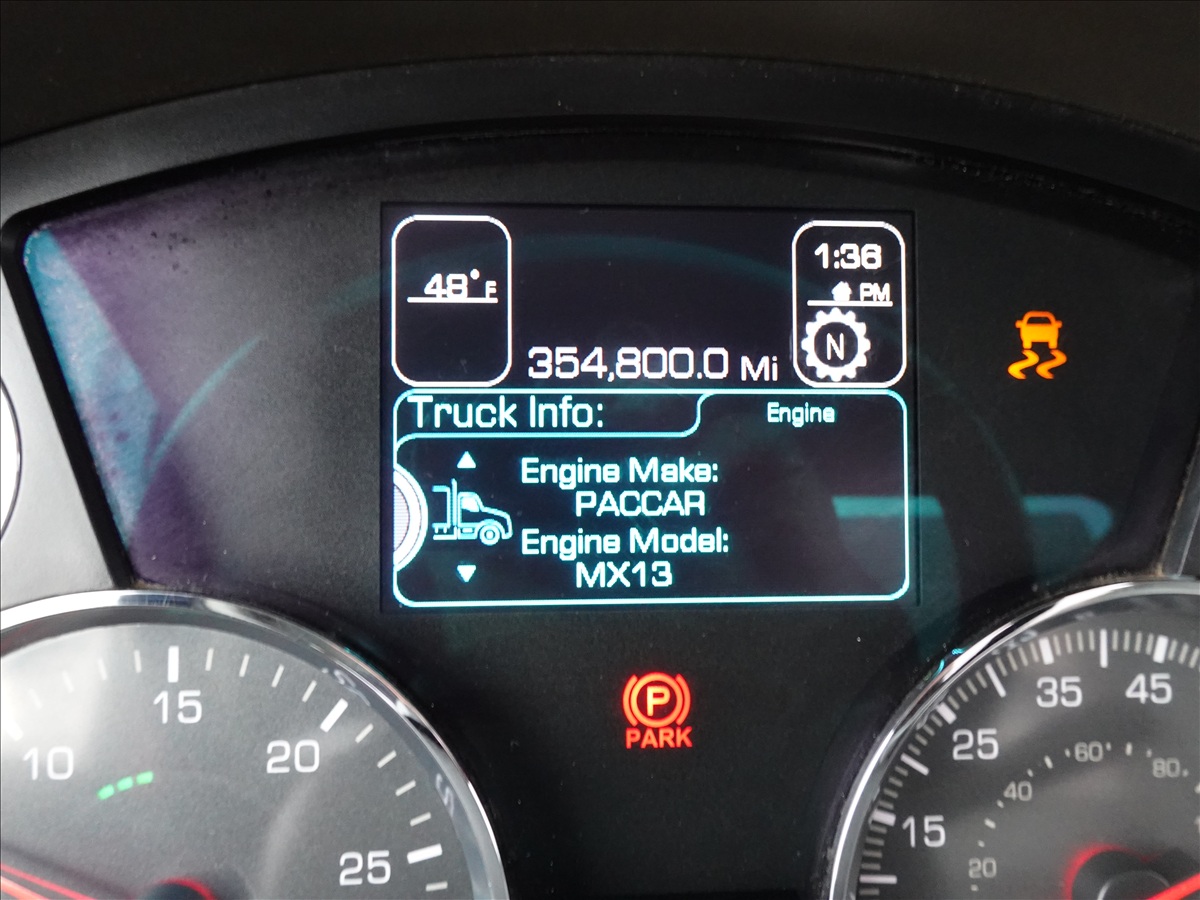 48°F
1:36
PM
N
354,800.0 Mi
Truck Info:
Engine
Engine Make:
PACCAR
Engine Model:
MX13
P
PARK
10
15
20
25
15
25
35
45
20
40
60
80